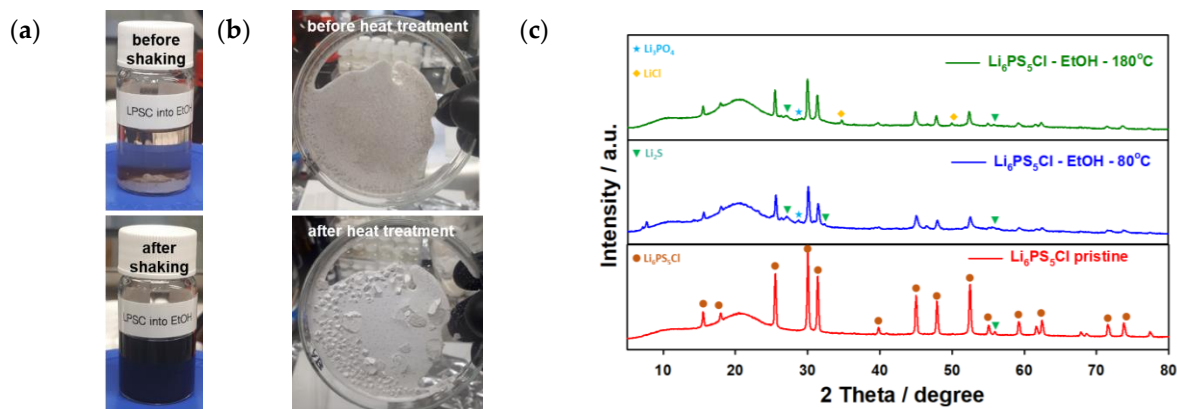 (a)
before
shaking
LPSC into EtOH
after
shaking
LPSC into EtOH
(b)
before heat treatment
after heat treatment
(c)
Intensity / a.u.
Li₃PO₄
LiCl
Li₆PS₅Cl - EtOH - 180°C
Li₂S
Li₆PS₅Cl - EtOH - 80°C
Li₆PS₅Cl
Li₆PS₅Cl pristine
10 20 30 40 50 60 70 80
2 Theta / degree